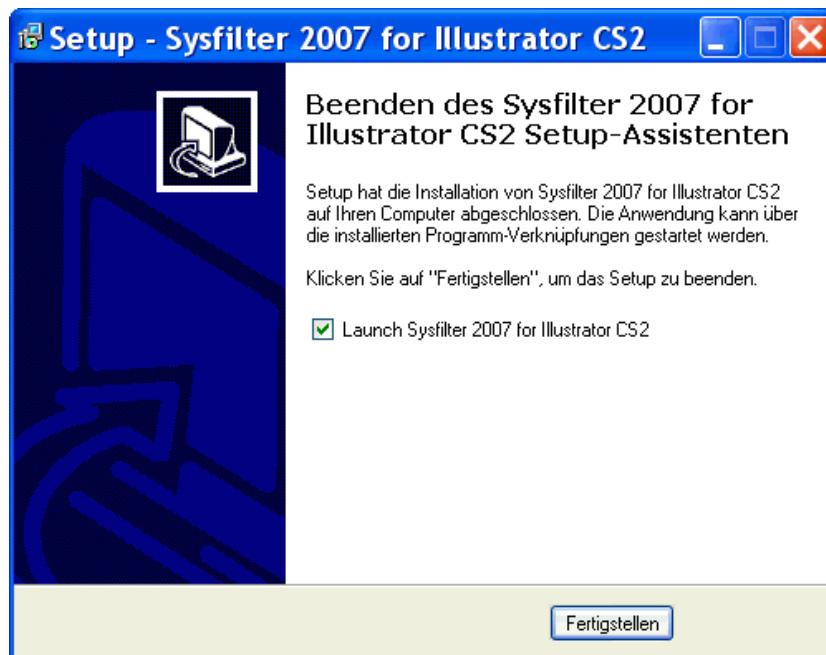 Setup - Sysfilter 2007 for Illustrator CS2
Beenden des Sysfilter 2007 for
Illustrator CS2 Setup-Assistenten
Setup hat die Installation von Sysfilter 2007 for Illustrator CS2
auf Ihren Computer abgeschlossen. Die Anwendung kann über
die installierten Programm-Verknüpfungen gestartet werden.
Klicken Sie auf "Fertigstellen", um das Setup zu beenden.
Launch Sysfilter 2007 for Illustrator CS2
Fertigstellen